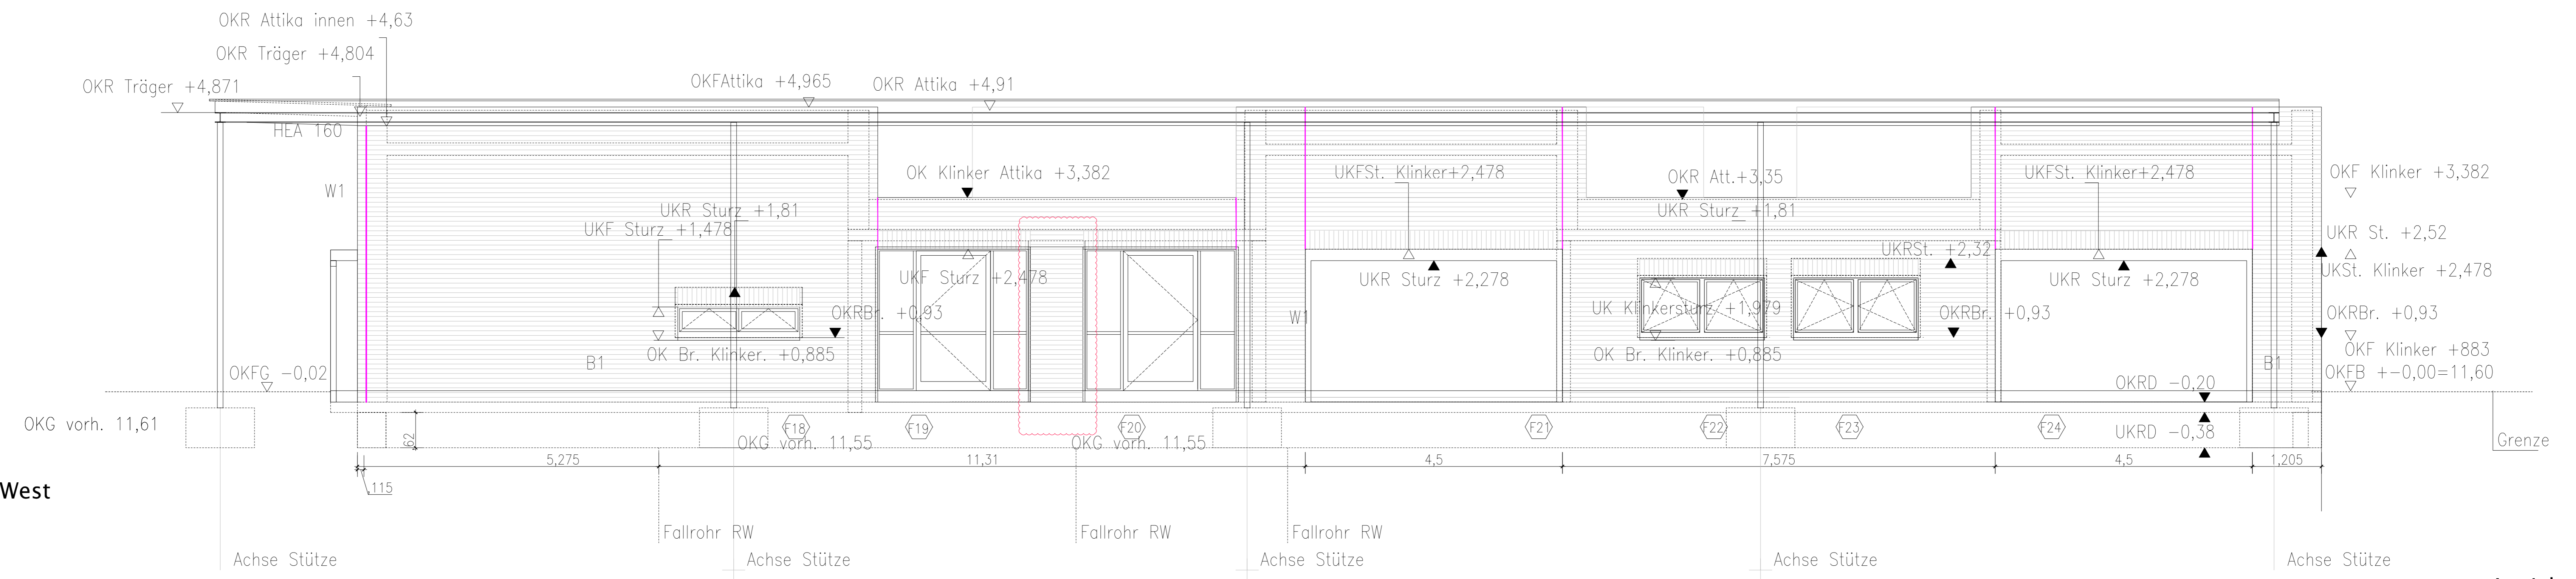 OKR Attika innen +4,63
OKR Träger +4,804
OKR Träger +4,871
OKFAttika +4,965
OKR Attika +4,91
HEA 160
OK Klinker Attika +3,382
UKFSt. Klinker+2,478
OKR Att.+3,35
UKFSt. Klinker+2,478
OKF Klinker +3,382
W1
UKR Sturz +1,81
UKR Sturz +1,81
UKF Sturz +1,478
UKR St. +2,52
UKRSt. +2,32
UKSt. Klinker +2,478
UKF Sturz +2,478
UKR Sturz +2,278
UKR Sturz +2,278
UK Klinkersturz +1,979
OKRBr. +0,93
W1
OKRBr. +0,93
OKRBr. +0,93
OK Br. Klinker. +0,885
OK Br. Klinker. +0,885
OKF Klinker +883
B1
B1
OKFG -0,02
OKFB +-0,00=11,60
OKRD -0,20
OKG vorh. 11,61
F18
F19
F20
F21
F22
F23
F24
UKRD -0,38
62
OKG vorh. 11,55
OKG vorh. 11,55
Grenze
5,275
11,31
4,5
7,575
4,5
1,205
,115
West
Fallrohr RW
Fallrohr RW
Fallrohr RW
Achse Stütze
Achse Stütze
Achse Stütze
Achse Stütze
Achse Stütze